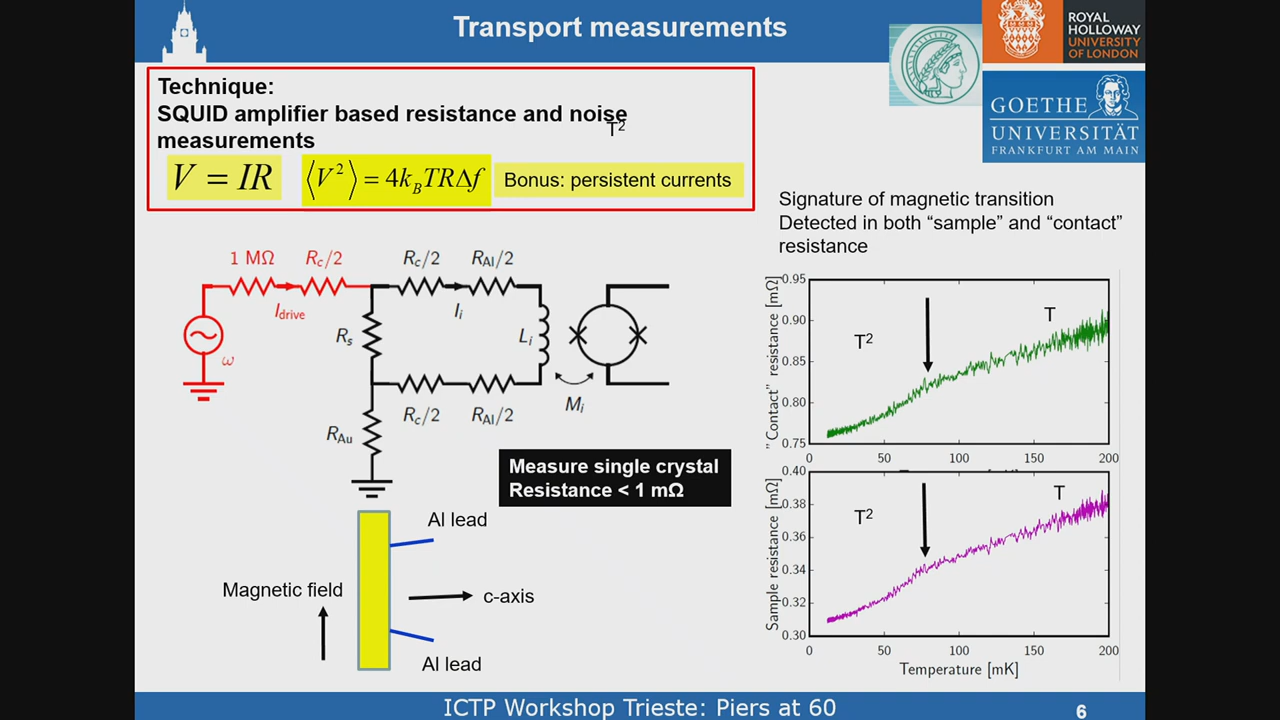 Transport measurements
ROYAL
HOLLOWAY
UNIVERSITY
OF LONDON
GOETHE
UNIVERSITÄT
FRANKFURT AM MAIN
Technique:
SQUID amplifier based resistance and noise
T²
measurements
V = IR
⟨V²⟩ = 4k_BTRΔf
Bonus: persistent currents
Signature of magnetic transition
Detected in both “sample” and “contact”
resistance
1 MΩ
R_c/2
R_c/2
R_Al/2
I_drive
I_i
R_s
L_i
ω
R_c/2
R_Al/2
M_i
R_Au
Measure single crystal
Resistance < 1 mΩ
Al lead
Magnetic field
c-axis
Al lead
"Contact" resistance [mΩ]
0.95
0.90
0.85
0.80
0.75
T²
T
0 50 100 150 200
Sample resistance [mΩ]
0.40
0.38
0.36
0.34
0.32
0.30
T²
T
0 50 100 150 200
Temperature [mK]
ICTP Workshop Trieste: Piers at 60
6